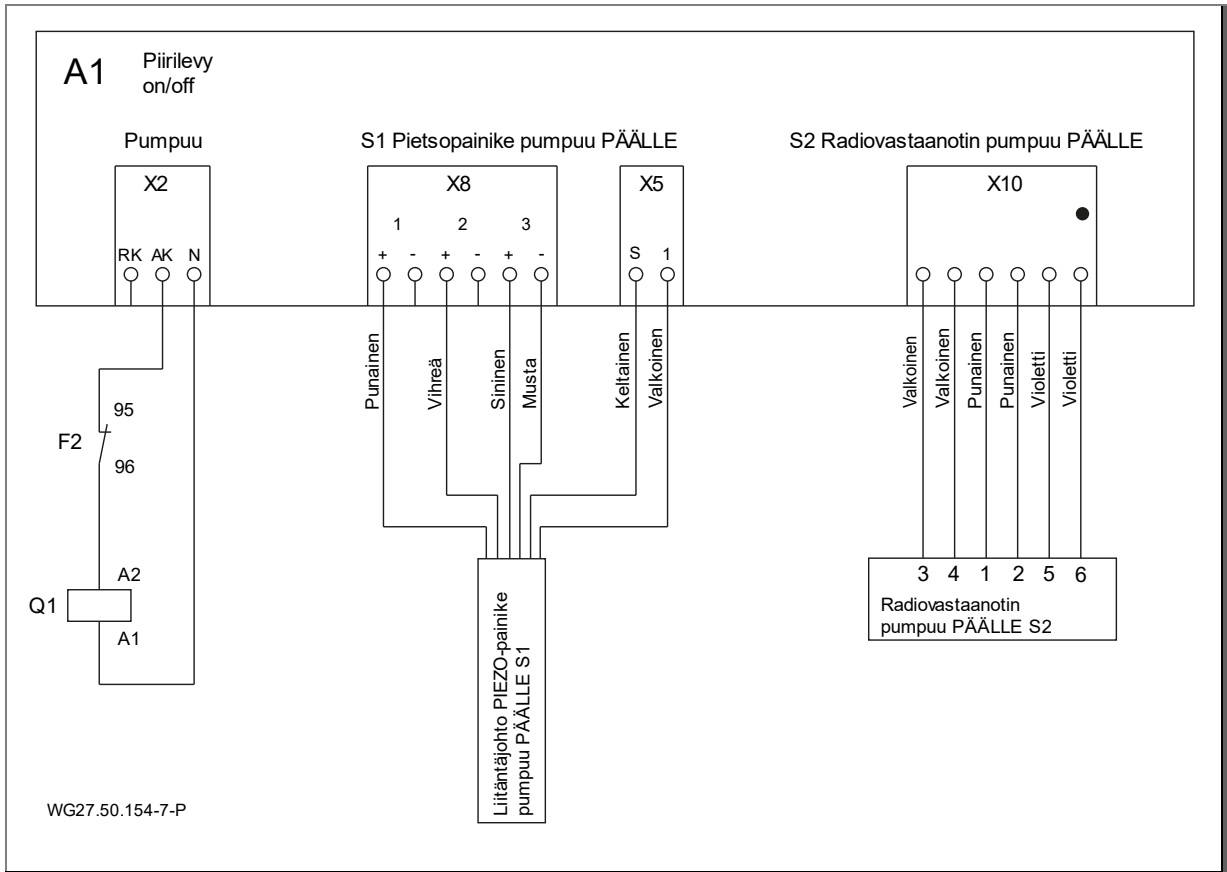 A1
Piirilevy
on/off
Pumpuu
S1 Pietsopainike pumpuu PÄÄLLE
S2 Radiovastaanotin pumpuu PÄÄLLE
X2
X8
X5
X10
1 2 3
RK AK N
+ - + - + -
S 1
Punainen
Vihreä
Sininen
Musta
Keltainen
Valkoinen
Valkoinen
Valkoinen
Punainen
Punainen
Violetti
Violetti
95
F2
96
A2
Q1
A1
Liitäntäjohto PIEZO-painike
pumpuu PÄÄLLE S1
3 4 1 2 5 6
Radiovastaanotin
pumpuu PÄÄLLE S2
WG27.50.154-7-P